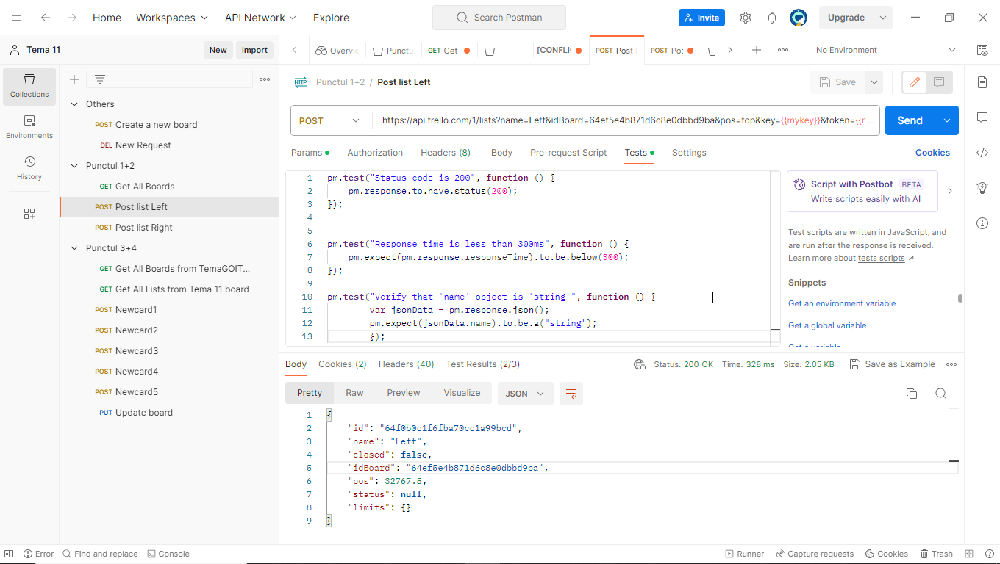 Home
Workspaces
API Network
Explore
Search Postman
Invite
Upgrade
Tema 11
New
Import
Overvie
Punctu
GET Get
[CONFLI
POST Post
POST Pos
No Environment
Collections
Environments
History
Others
POST Create a new board
DEL New Request
Punctul 1+2
GET Get All Boards
POST Post list Left
POST Post list Right
Punctul 3+4
GET Get All Boards from TemaGOIT...
GET Get All Lists from Tema 11 board
POST Newcard1
POST Newcard2
POST Newcard3
POST Newcard4
POST Newcard5
PUT Update board
HTTP Punctul 1+2 / Post list Left
Save
POST
https://api.trello.com/1/lists?name=Left&idBoard=64ef5e4b871d6c8e0dbbd9ba&pos=top&key={{mykey}}&token={{r...
Send
Params
Authorization
Headers (8)
Body
Pre-request Script
Tests
Settings
Cookies
1 pm.test("Status code is 200", function () {
2 pm.response.to.have.status(200);
3 });
4
5
6 pm.test("Response time is less than 300ms", function () {
7 pm.expect(pm.response.responseTime).to.be.below(300);
8 });
9
10 pm.test("Verify that 'name' object is 'string'", function () {
11 var jsonData = pm.response.json();
12 pm.expect(jsonData.name).to.be.a("string");
13 });
Script with Postbot BETA
Write scripts easily with AI
Test scripts are written in JavaScript, and
are run after the response is received.
Learn more about tests scripts ↗
Snippets
Get an environment variable
Get a global variable
Get a variable
Body
Cookies (2)
Headers (40)
Test Results (2/3)
Status: 200 OK
Time: 328 ms
Size: 2.05 KB
Save as Example
Pretty
Raw
Preview
Visualize
JSON
1 {
2 "id": "64f0b0c1f6fba70cc1a99bcd",
3 "name": "Left",
4 "closed": false,
5 "idBoard": "64ef5e4b871d6c8e0dbbd9ba",
6 "pos": 32767.5,
7 "status": null,
8 "limits": {}
9 }
Error
Find and replace
Console
Runner
Capture requests
Cookies
Trash